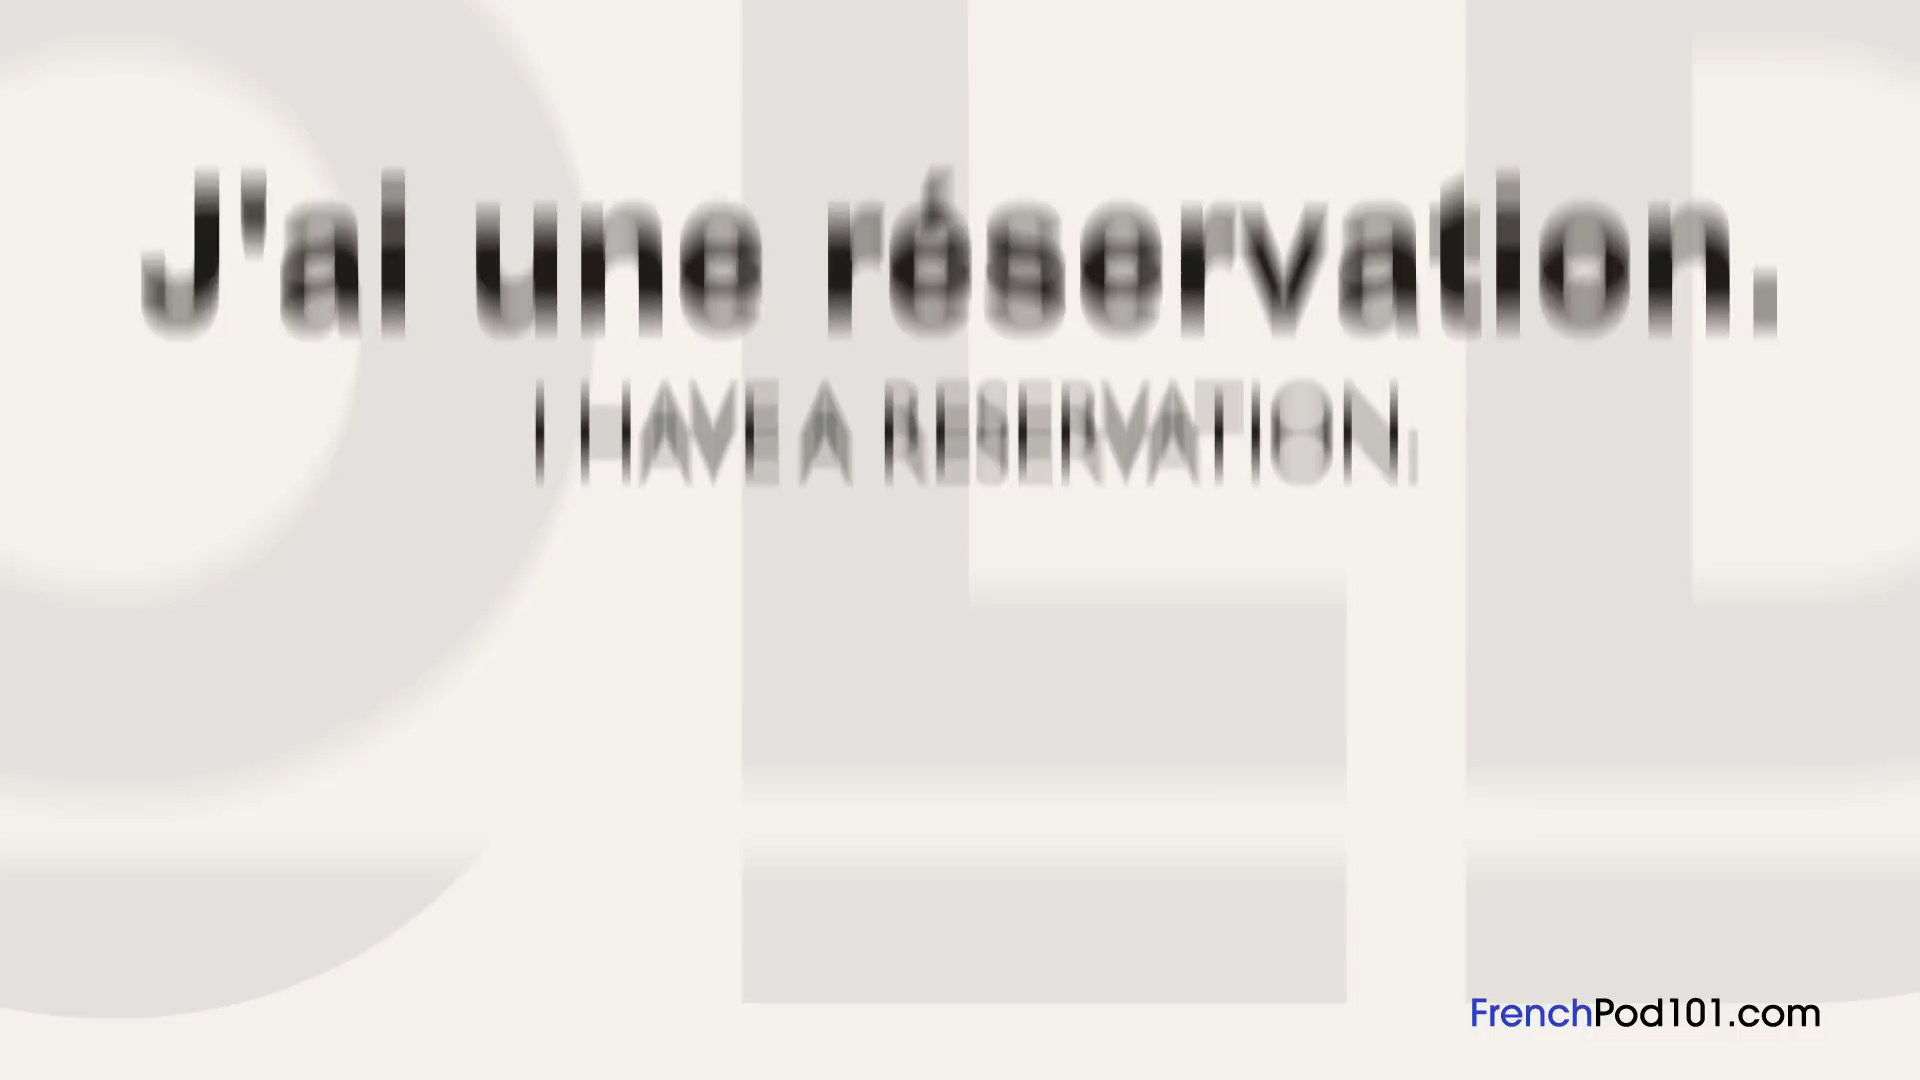 J'ai une réservation.
I HAVE A RESERVATION.
FrenchPod101.com